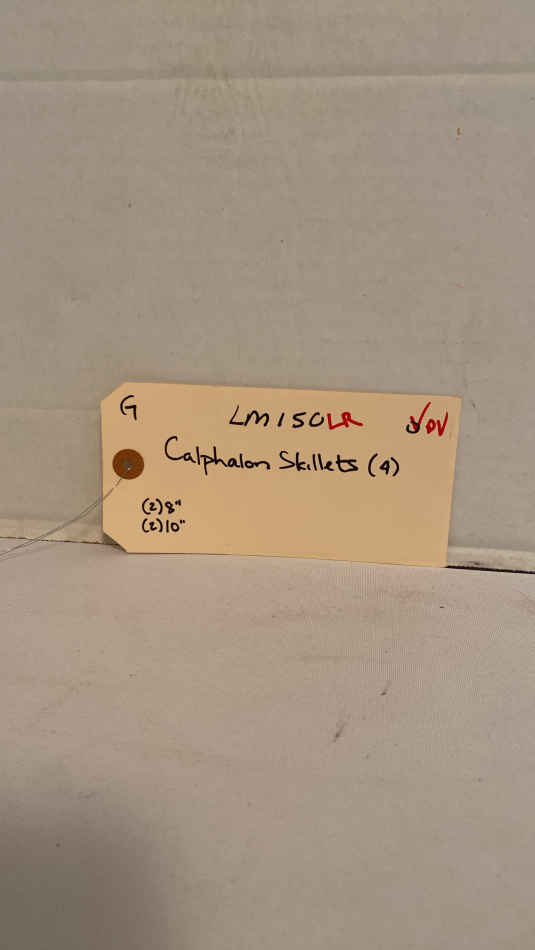 G LM150LR ✓DV
Calphalon Skillets (4)
(2) 8"
(2) 10"